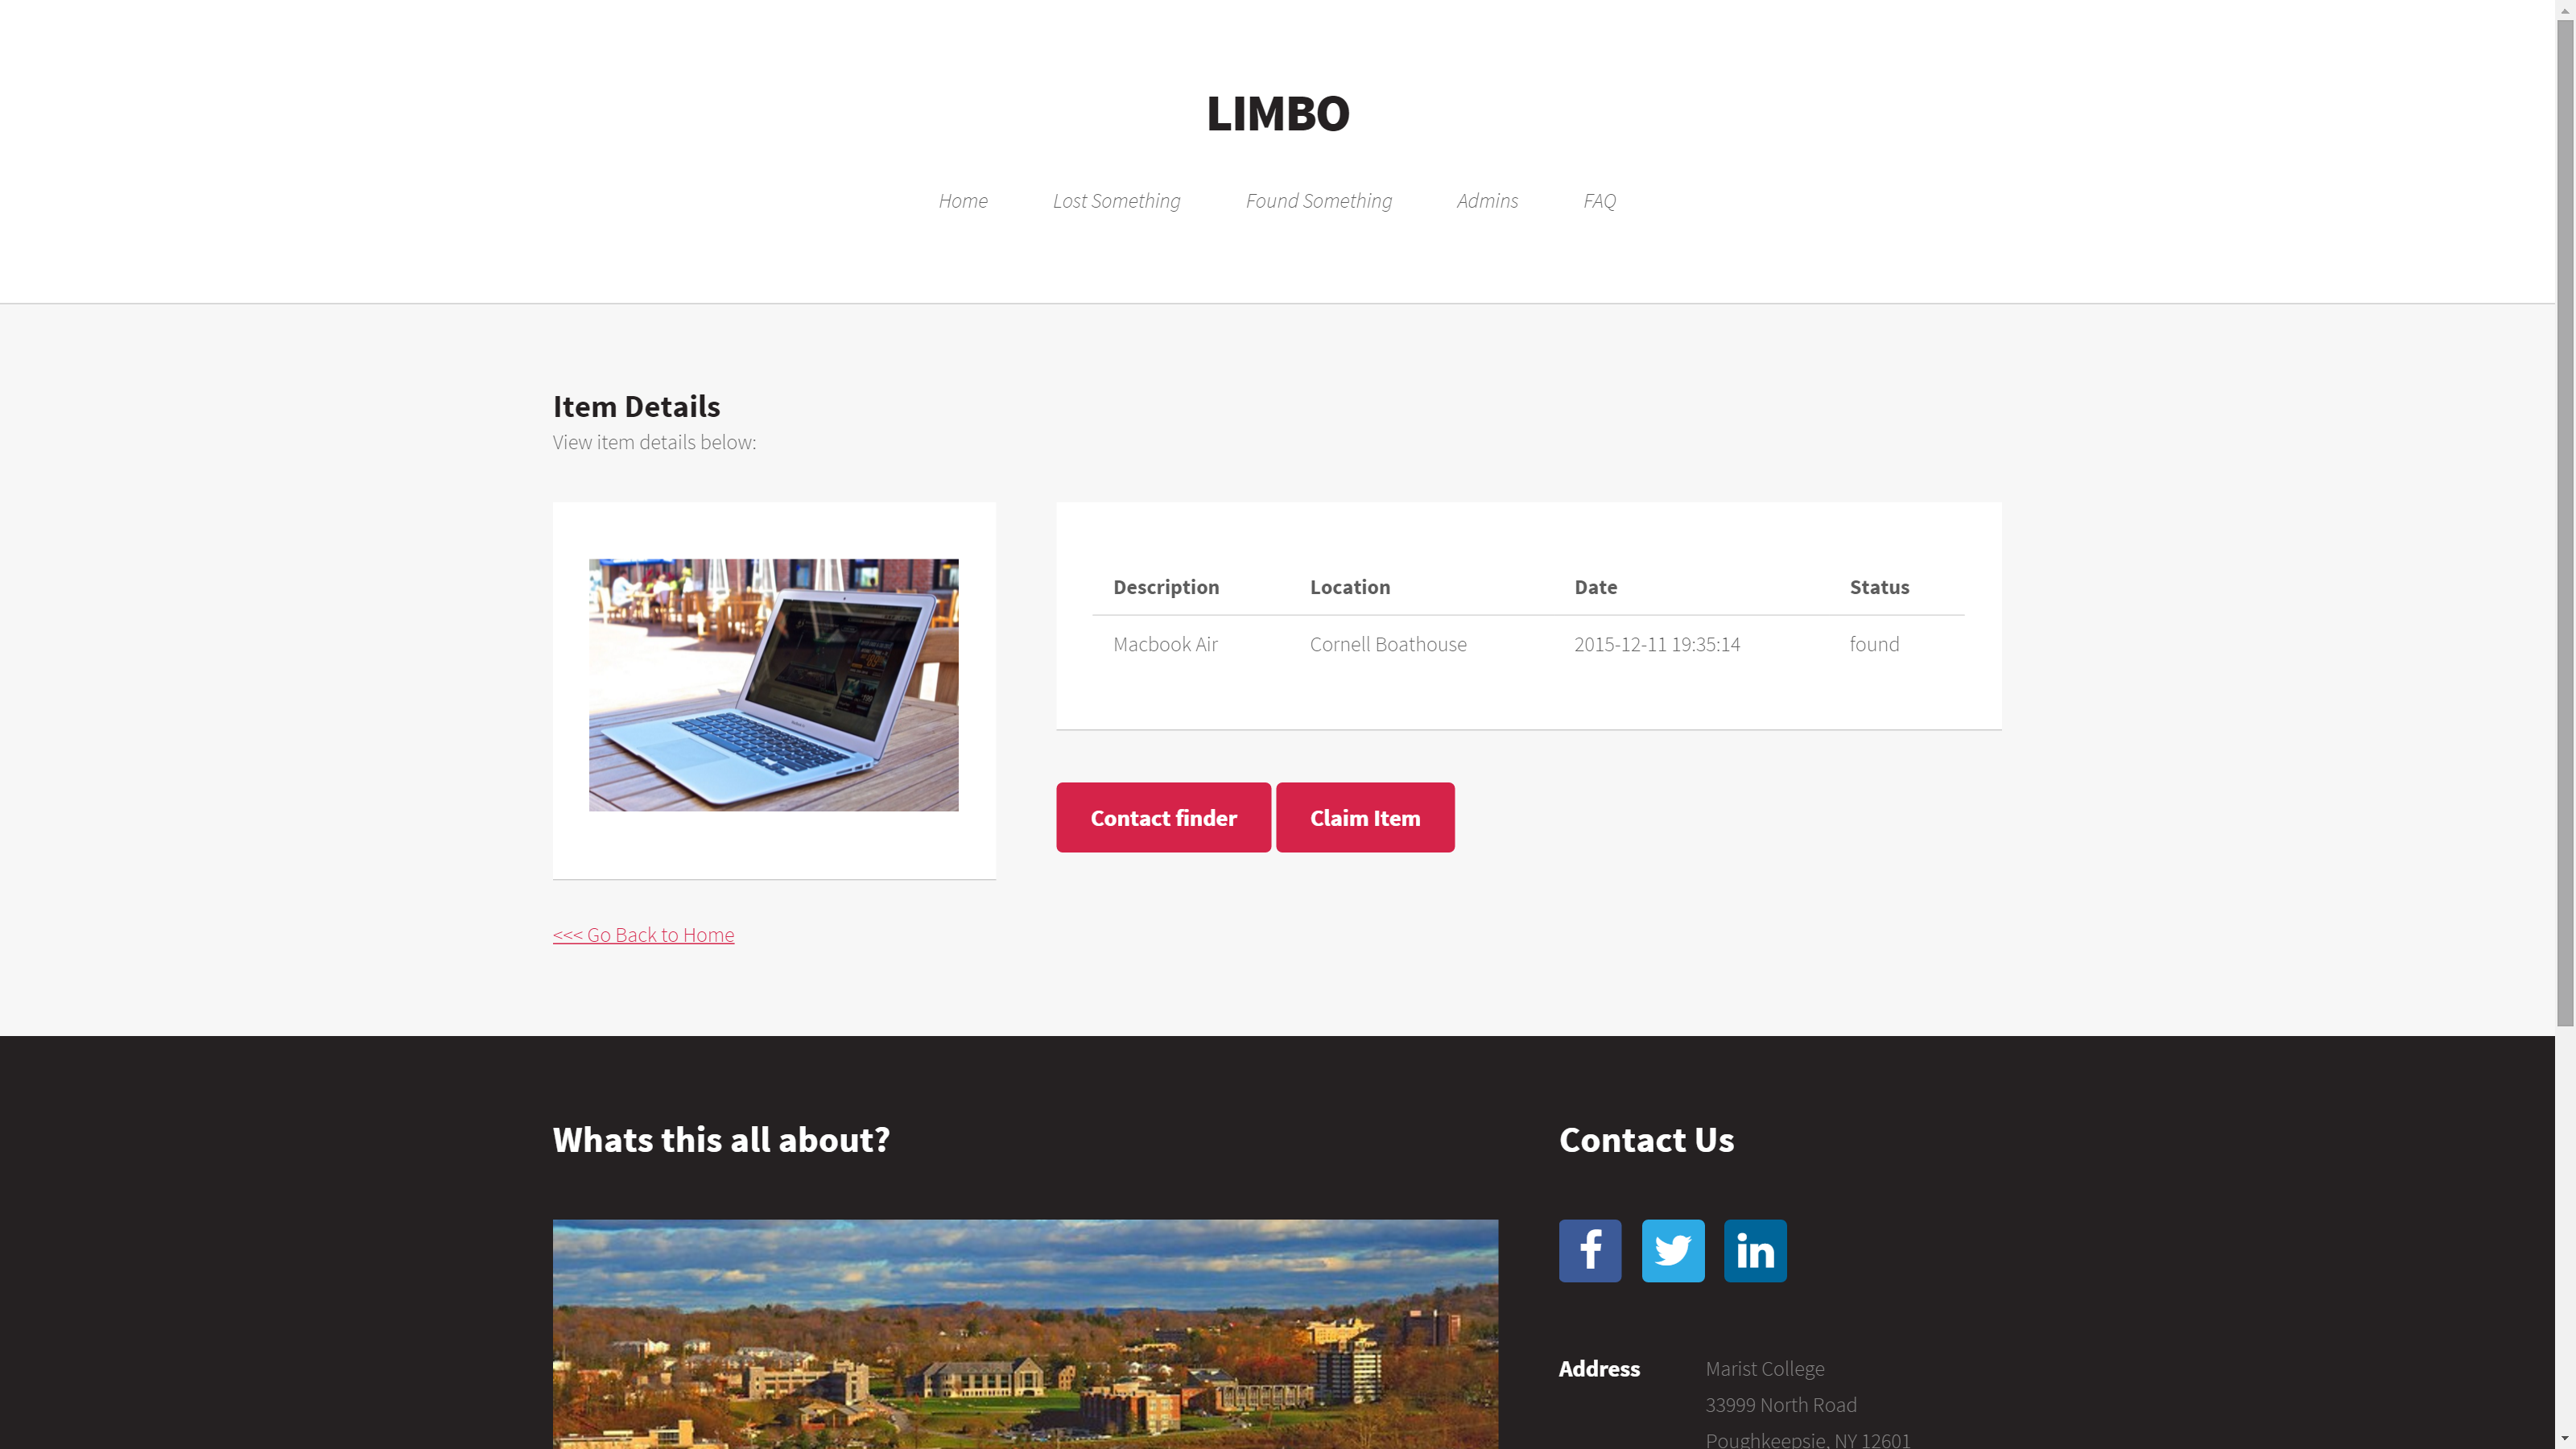 LIMBO
Home Lost Something Found Something Admins FAQ
Item Details
View item details below:
Description Location Date Status
Macbook Air Cornell Boathouse 2015-12-11 19:35:14 found
Contact finder Claim Item
<<< Go Back to Home
Whats this all about? Contact Us
Address Marist College
33999 North Road
Poughkeepsie, NY 12601